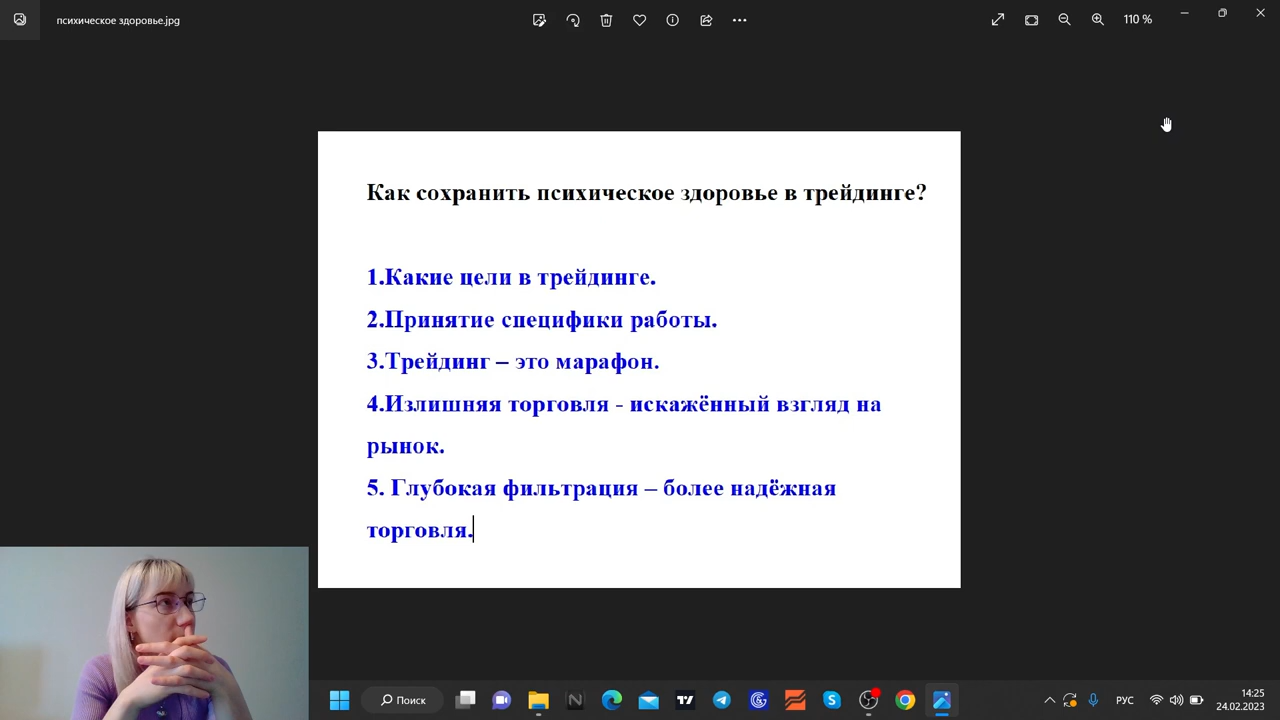 психическое здоровье.jpg
110 %
Как сохранить психическое здоровье в трейдинге?
1.Какие цели в трейдинге.
2.Принятие специфики работы.
3.Трейдинг – это марафон.
4.Излишняя торговля - искажённый взгляд на
рынок.
5. Глубокая фильтрация – более надёжная
торговля.
Поиск
РУС
14:25
24.02.2023